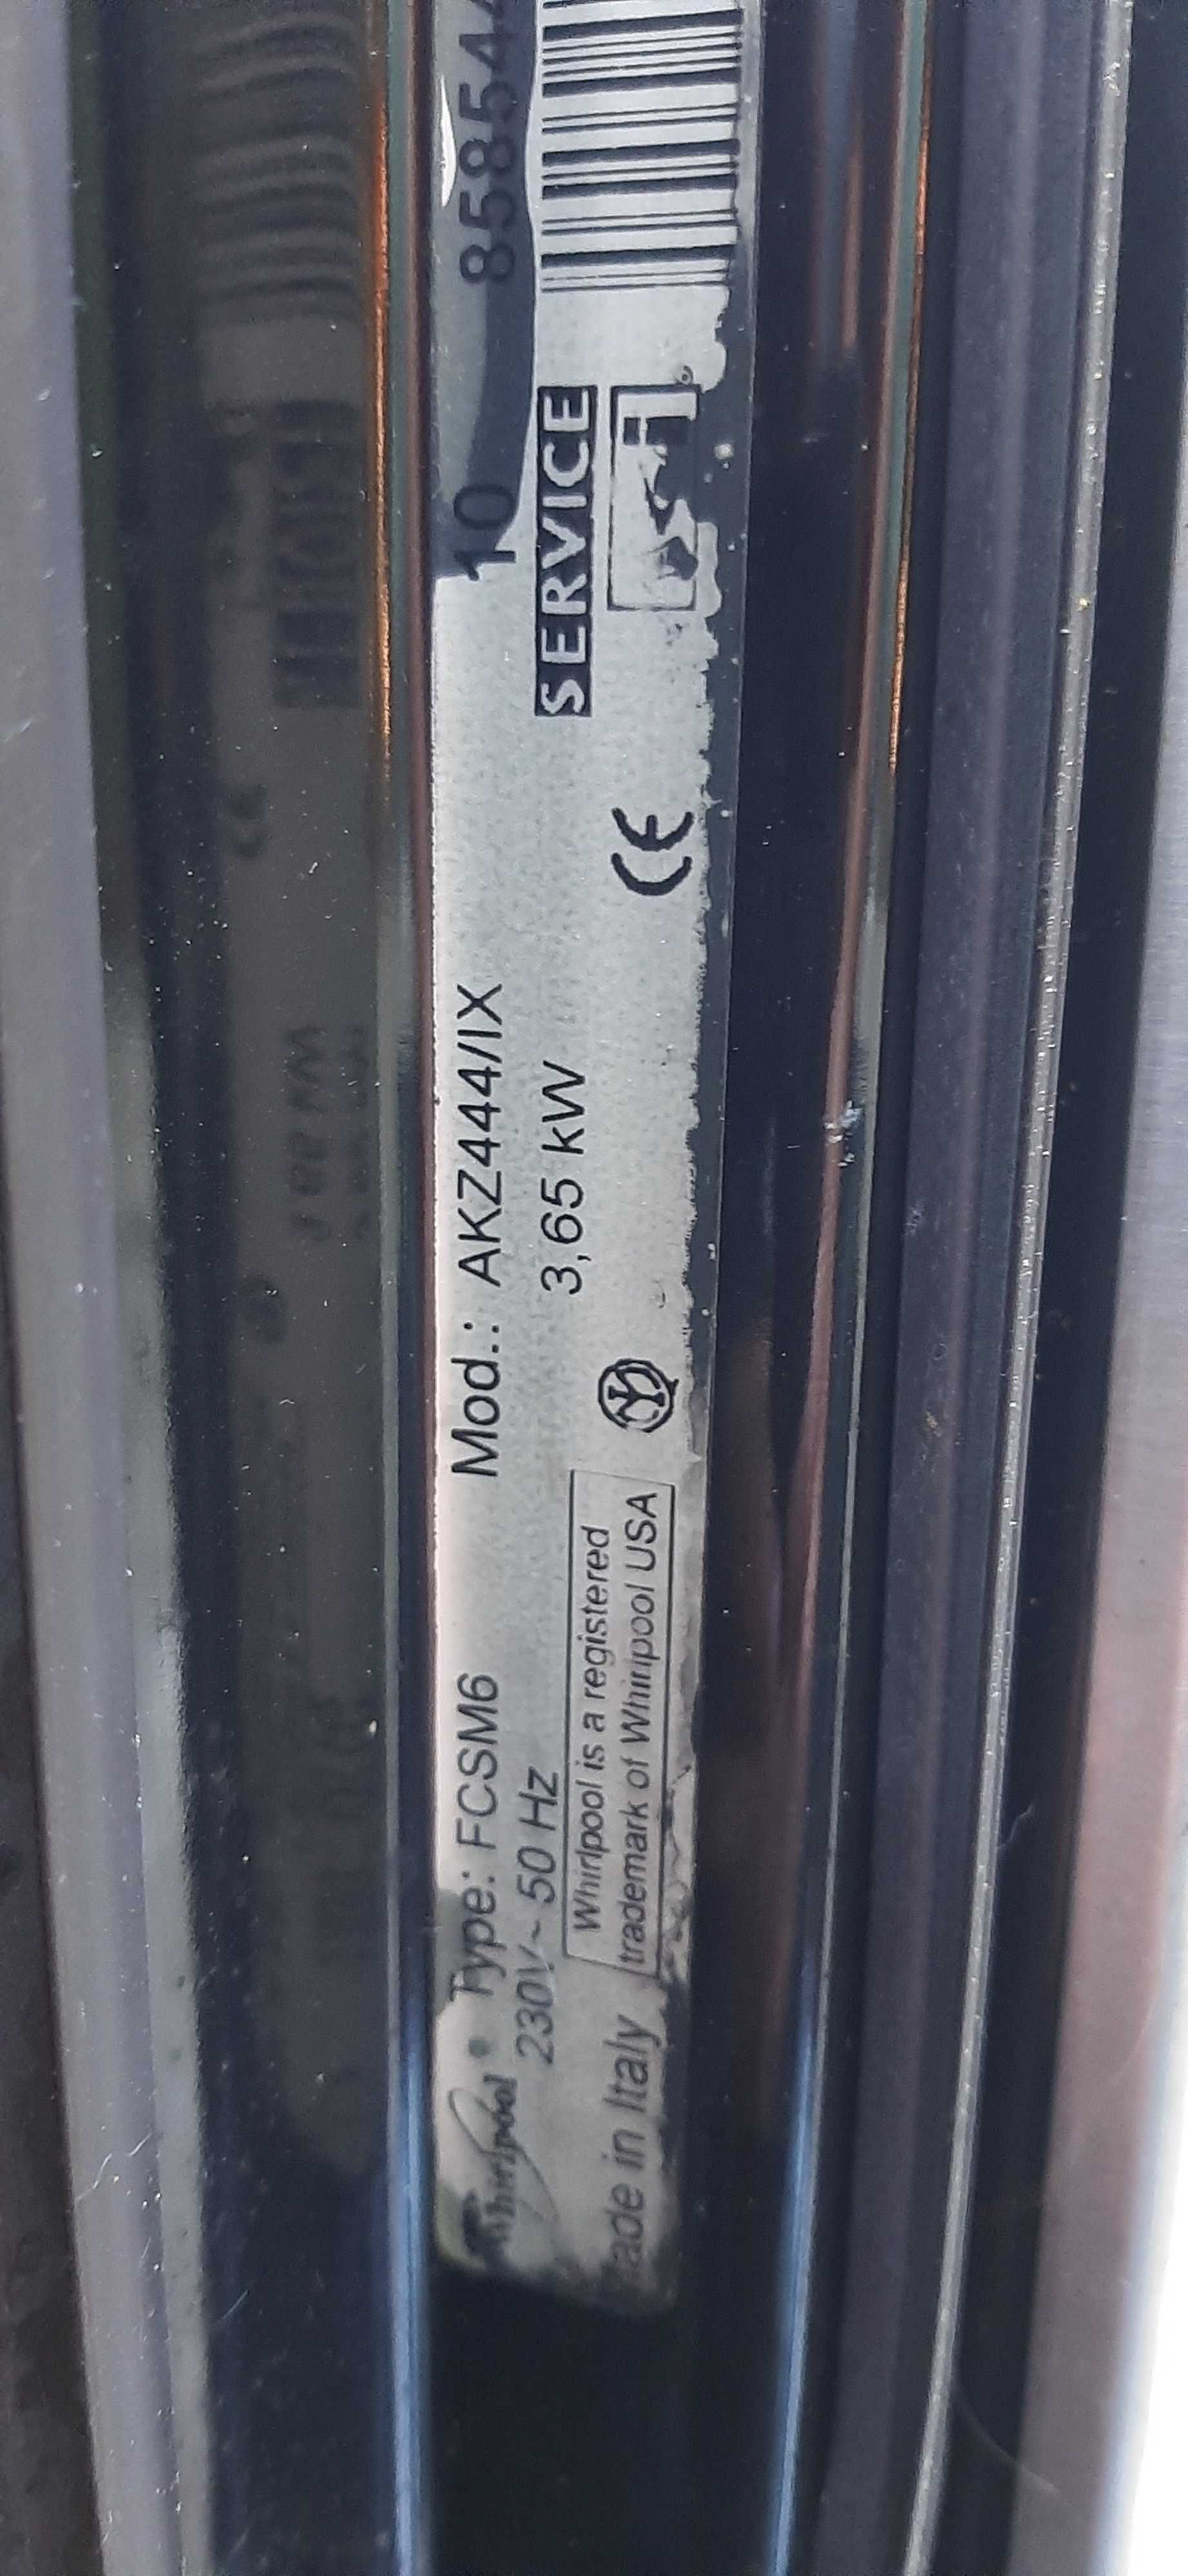 Whirlpool Type: FCSM6 Mod.: AKZ444/IX 10 85854
230V~ 50 Hz 3,65 kW SERVICE
Whirlpool is a registered
trademark of Whirlpool USA
ade in Italy CE